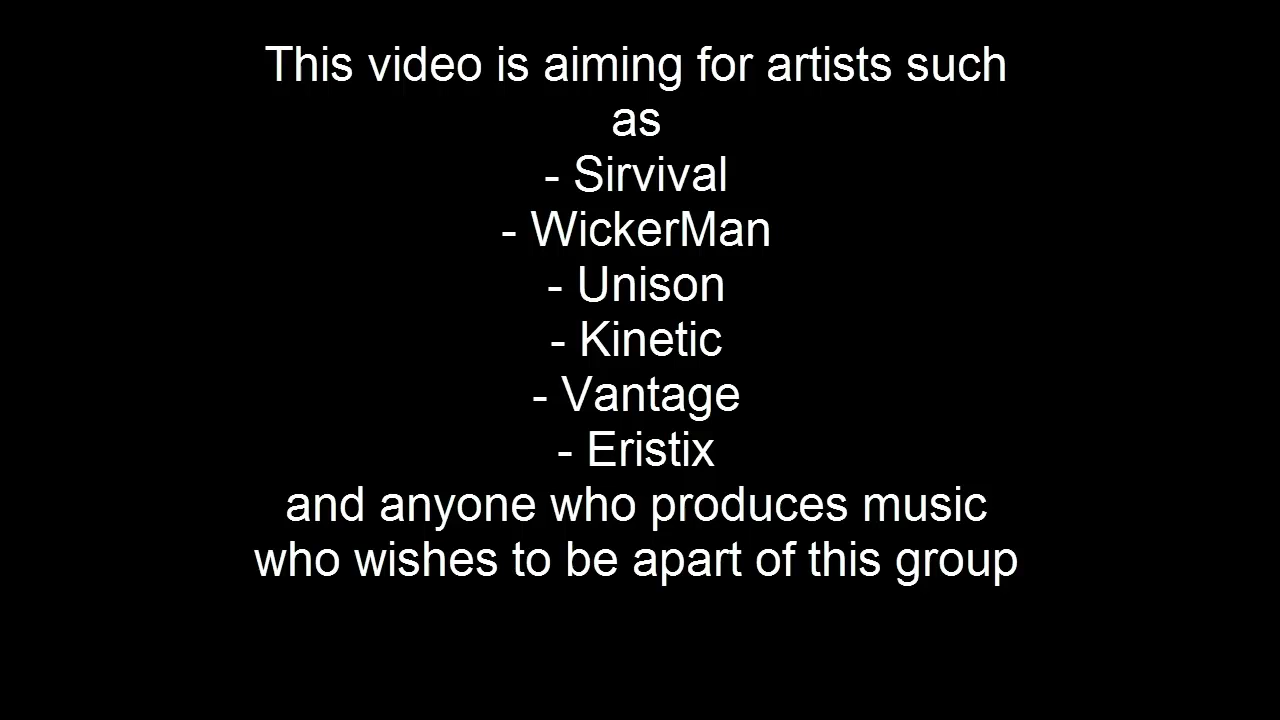 This video is aiming for artists such
as
- Sirvival
- WickerMan
- Unison
- Kinetic
- Vantage
- Eristix
and anyone who produces music
who wishes to be apart of this group